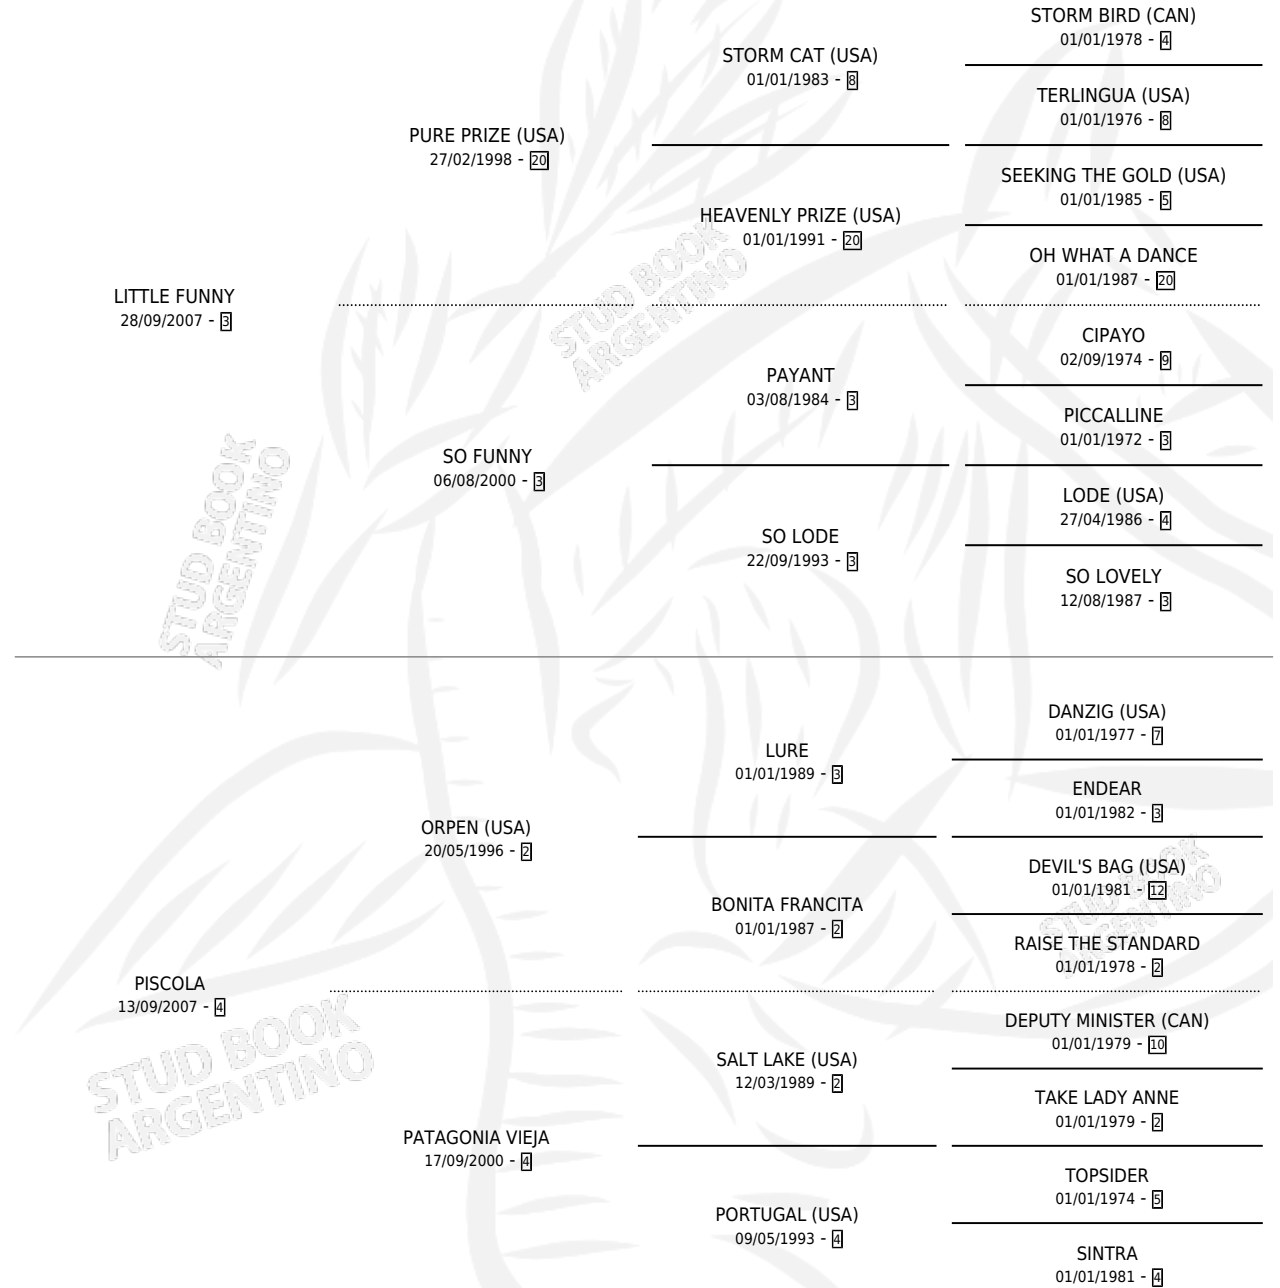 STORM BIRD (CAN)
01/01/1978 - 4
STORM CAT (USA)
01/01/1983 - 8
TERLINGUA (USA)
01/01/1976 - 8
PURE PRIZE (USA)
27/02/1998 - 20
SEEKING THE GOLD (USA)
01/01/1985 - 5
HEAVENLY PRIZE (USA)
01/01/1991 - 20
OH WHAT A DANCE
01/01/1987 - 20
LITTLE FUNNY
28/09/2007 - 3
STUD BOOK
ARGENTINO
CIPAYO
02/09/1974 - 9
PAYANT
03/08/1984 - 3
PICCALLINE
01/01/1972 - 3
SO FUNNY
06/08/2000 - 3
LODE (USA)
27/04/1986 - 4
SO LODE
22/09/1993 - 3
SO LOVELY
12/08/1987 - 3
STUD BOOK
ARGENTINO
DANZIG (USA)
01/01/1977 - 7
LURE
01/01/1989 - 3
ENDEAR
01/01/1982 - 3
ORPEN (USA)
20/05/1996 - 2
DEVIL'S BAG (USA)
01/01/1981 - 12
BONITA FRANCITA
01/01/1987 - 2
RAISE THE STANDARD
01/01/1978 - 2
STUD BOOK
ARGENTINO
PISCOLA
13/09/2007 - 4
STUD BOOK
ARGENTINO
DEPUTY MINISTER (CAN)
01/01/1979 - 10
SALT LAKE (USA)
12/03/1989 - 2
TAKE LADY ANNE
01/01/1979 - 2
PATAGONIA VIEJA
17/09/2000 - 4
TOPSIDER
01/01/1974 - 5
PORTUGAL (USA)
09/05/1993 - 4
SINTRA
01/01/1981 - 4